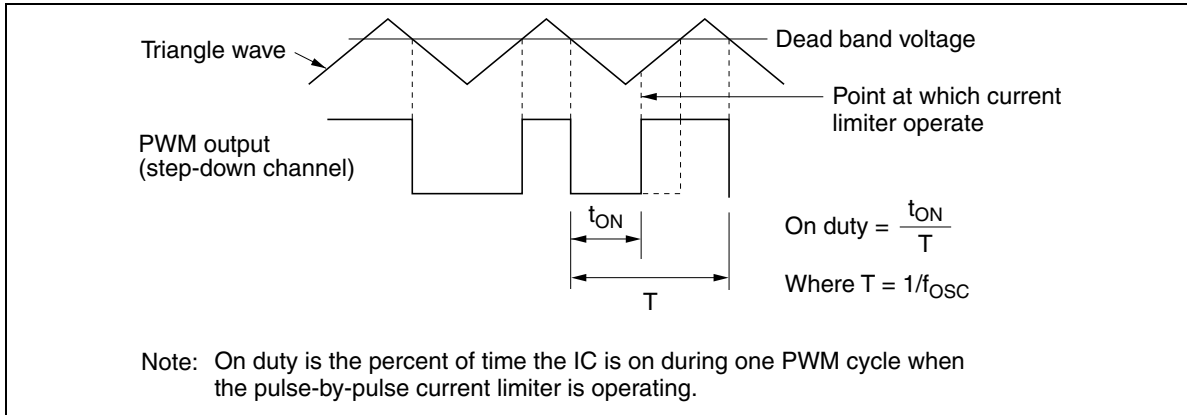 Triangle wave
Dead band voltage
Point at which current
limiter operate
PWM output
(step-down channel)
tON
T
On duty = tON
T
Where T = 1/fOSC
Note: On duty is the percent of time the IC is on during one PWM cycle when
the pulse-by-pulse current limiter is operating.